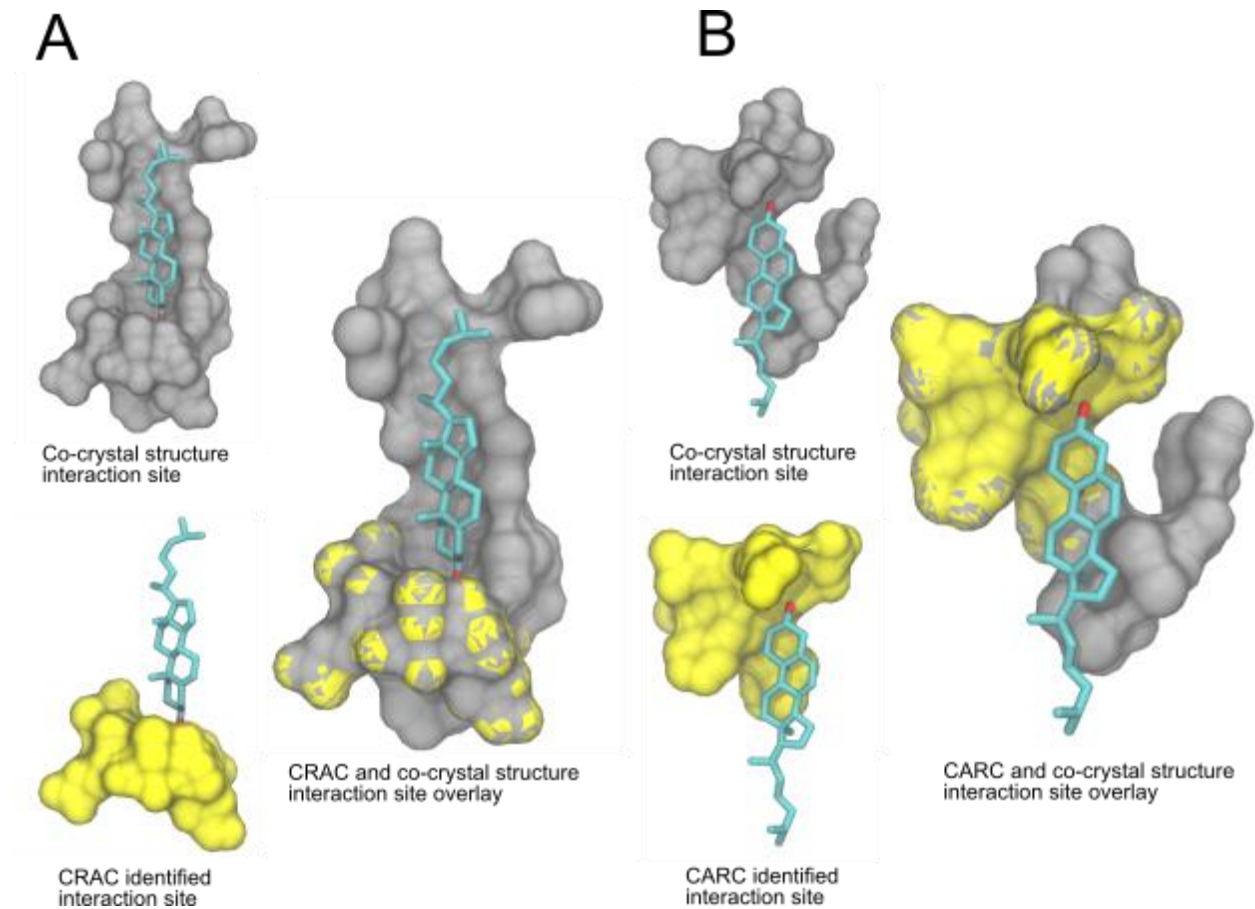 A
Co-crystal structure
interaction site
CRAC identified
interaction site
CRAC and co-crystal structure
interaction site overlay
B
Co-crystal structure
interaction site
CARC identified
interaction site
CARC and co-crystal structure
interaction site overlay